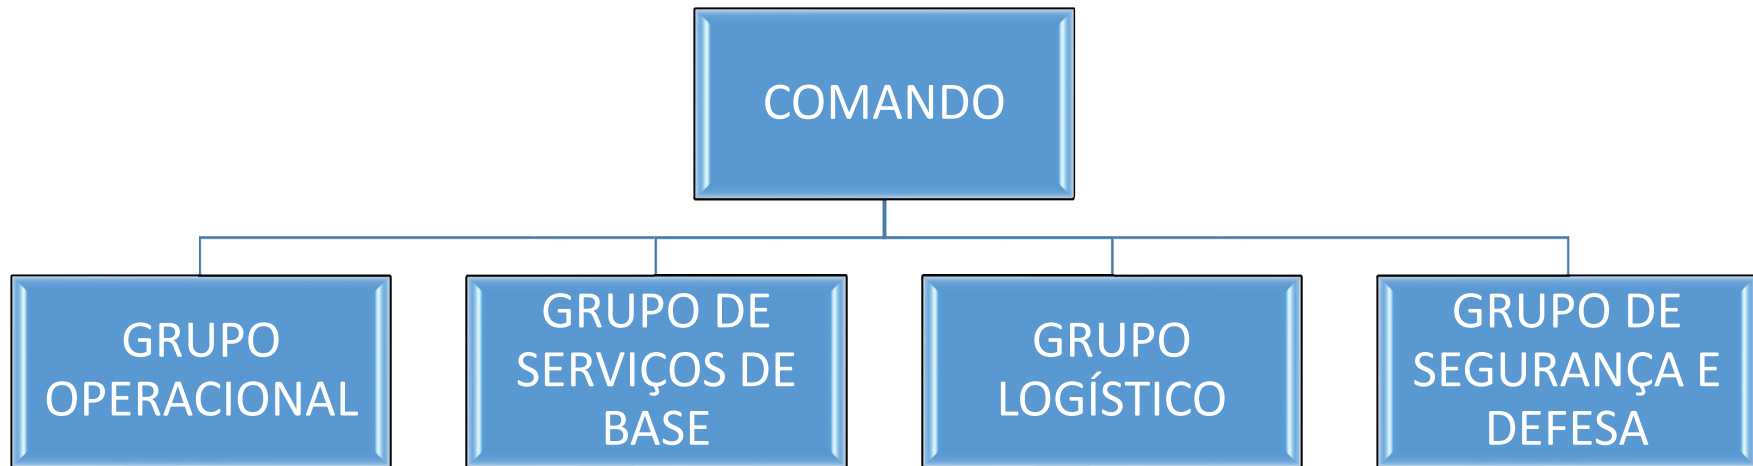 COMANDO
GRUPO
OPERACIONAL
GRUPO DE
SERVIÇOS DE
BASE
GRUPO
LOGÍSTICO
GRUPO DE
SEGURANÇA E
DEFESA